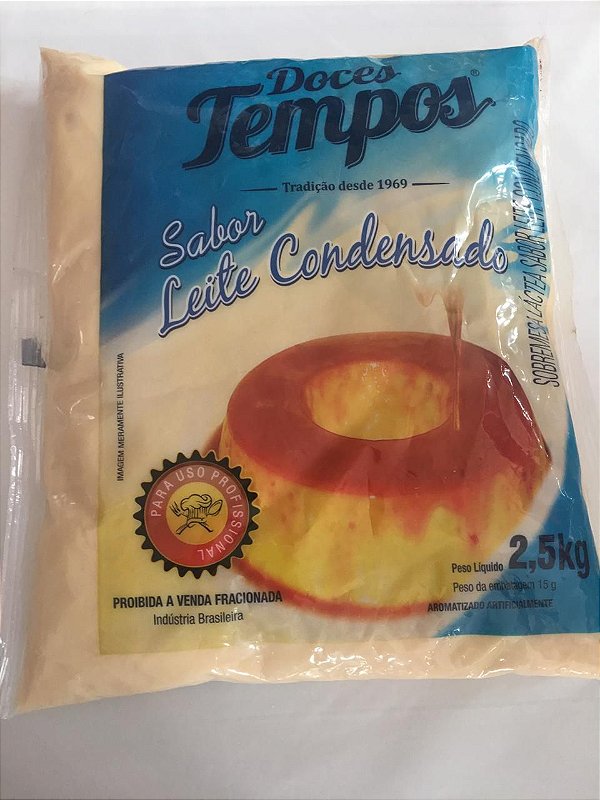 Doces
Tempos®
Tradição desde 1969
Sabor
Leite Condensado
SOBREMESA LÁCTEA SABOR LEITE CONDENSADO
IMAGEM MERAMENTE ILUSTRATIVA
PARA USO PROFISSIONAL
Peso Líquido 2,5kg
Peso da embalagem 15 g
AROMATIZADO ARTIFICIALMENTE
PROIBIDA A VENDA FRACIONADA
Indústria Brasileira